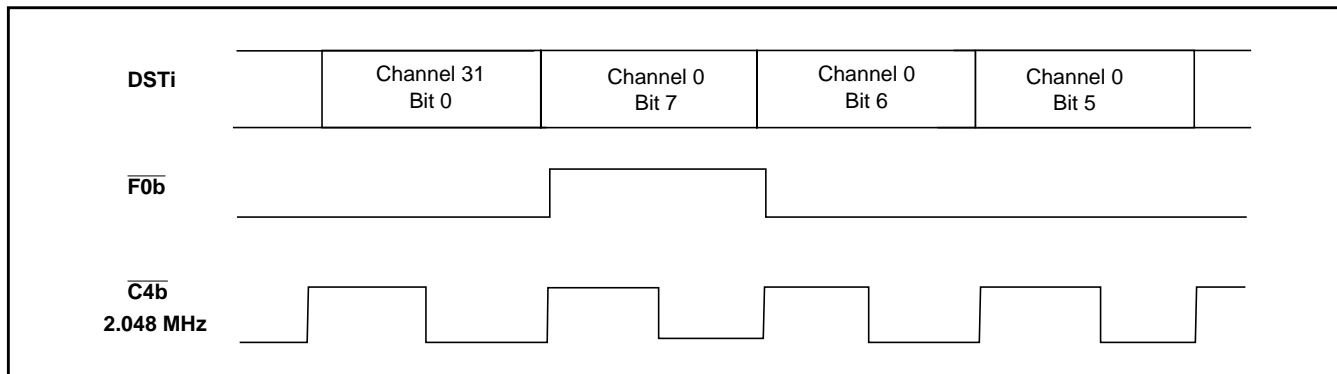 DSTi
Channel 31
Bit 0
Channel 0
Bit 7
Channel 0
Bit 6
Channel 0
Bit 5
F0b
C4b
2.048 MHz